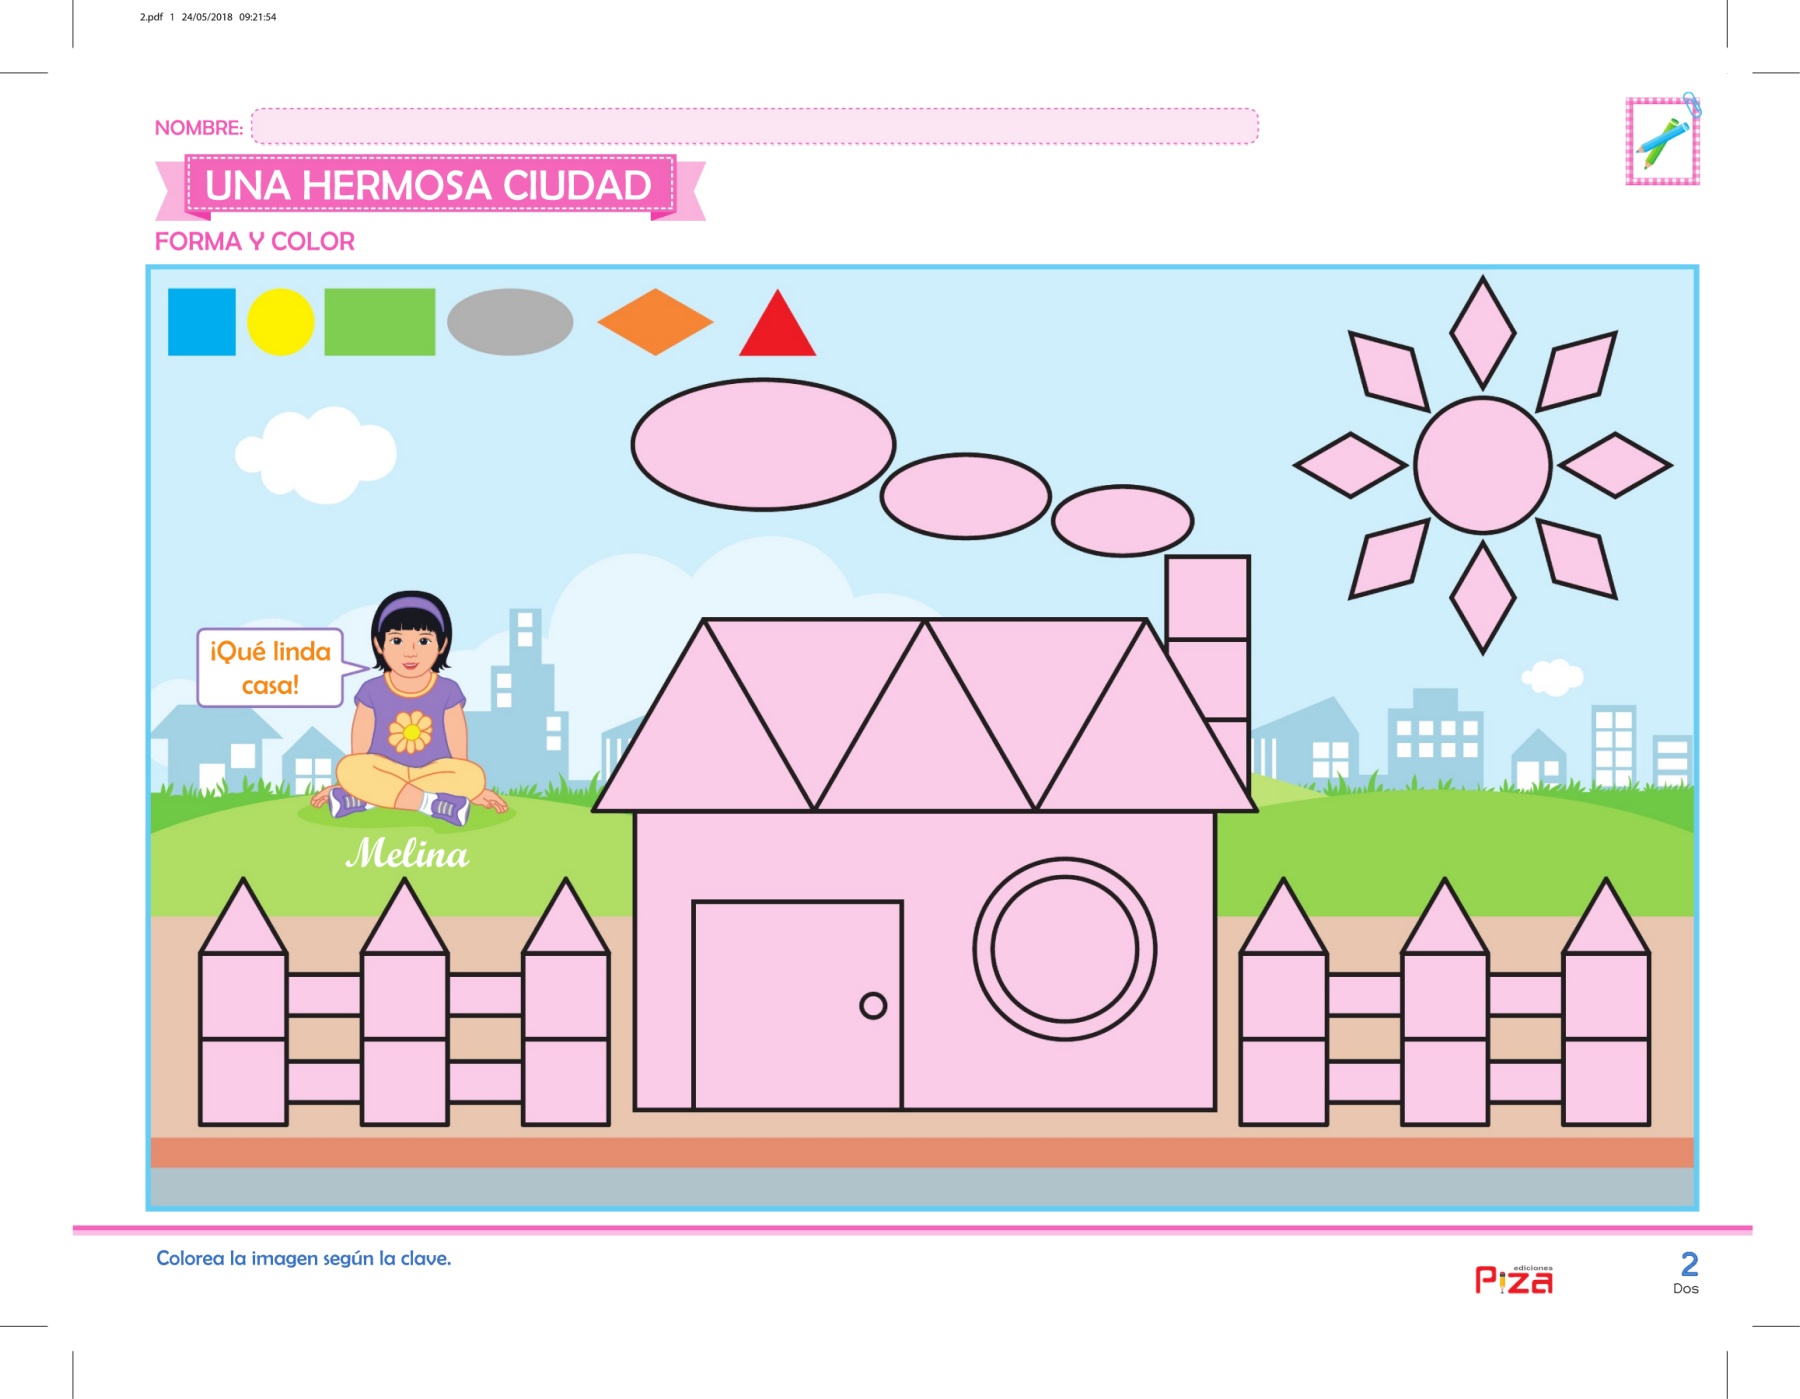 2.pdf 1 24/05/2018 09:21:54
NOMBRE:
UNA HERMOSA CIUDAD
FORMA Y COLOR
¡Qué linda
casa!
Melina
Colorea la imagen según la clave.
ediciones
Piza
2
Dos